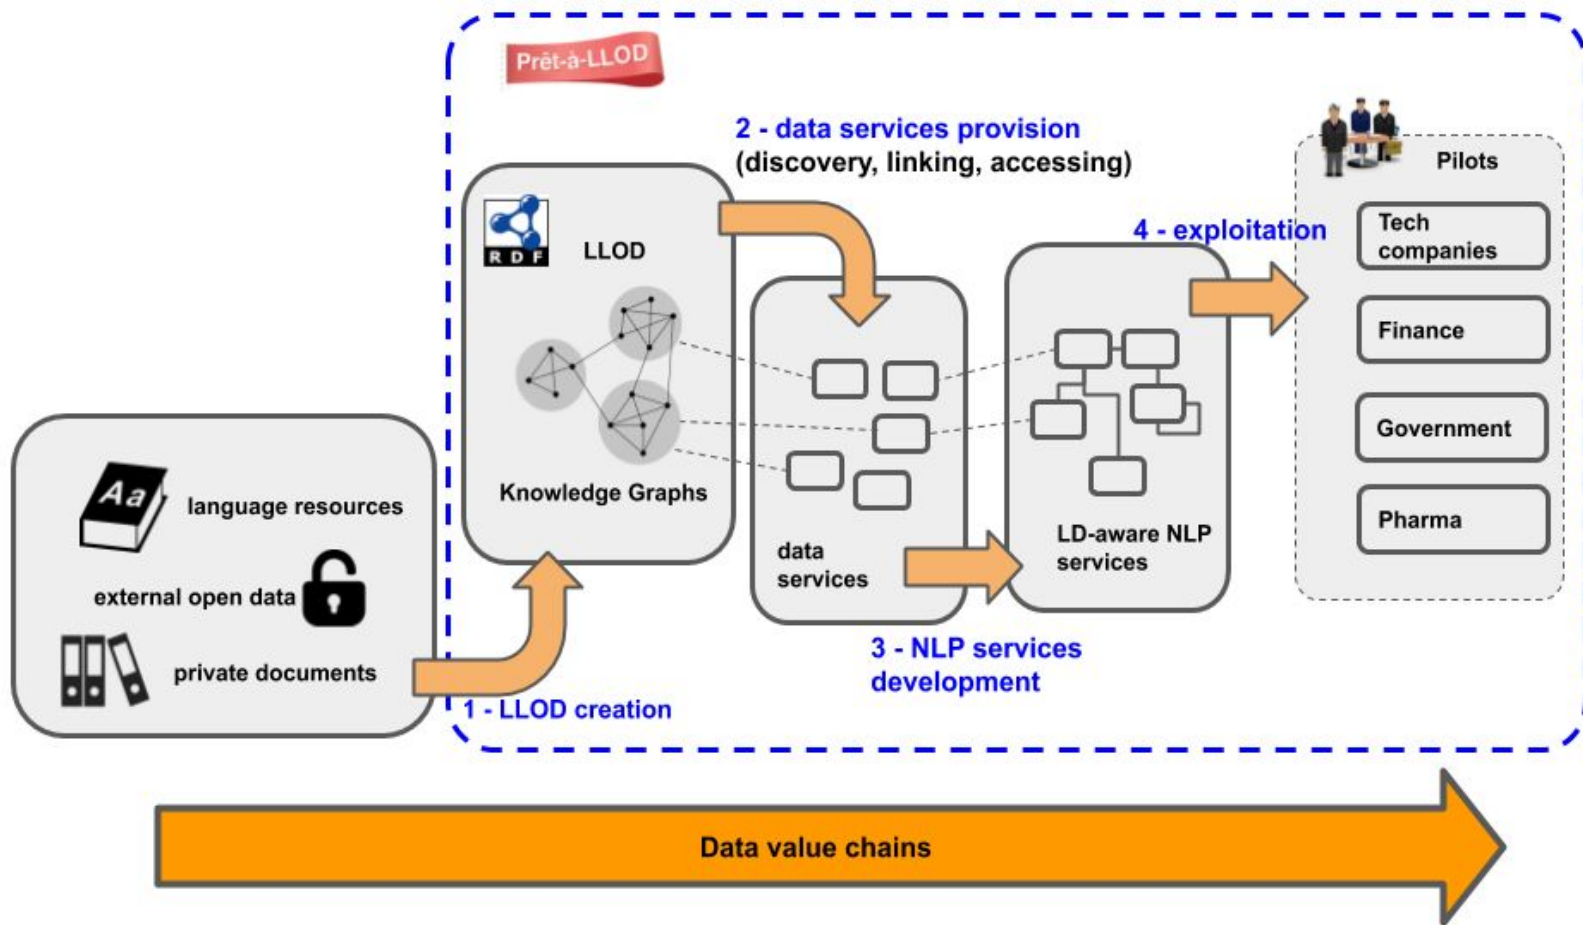 Prêt-à-LLOD
2 - data services provision
(discovery, linking, accessing)
Pilots
RDF
LLOD
4 - exploitation
Tech
companies
Finance
Government
Pharma
Knowledge Graphs
data
services
LD-aware NLP
services
Aa
language resources
external open data
private documents
3 - NLP services
development
1 - LLOD creation
Data value chains